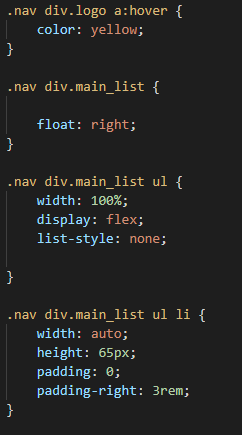 .nav div.logo a:hover {
    color: yellow;
}

.nav div.main_list {

    float: right;
}

.nav div.main_list ul {
    width: 100%;
    display: flex;
    list-style: none;

}

.nav div.main_list ul li {
    width: auto;
    height: 65px;
    padding: 0;
    padding-right: 3rem;
}